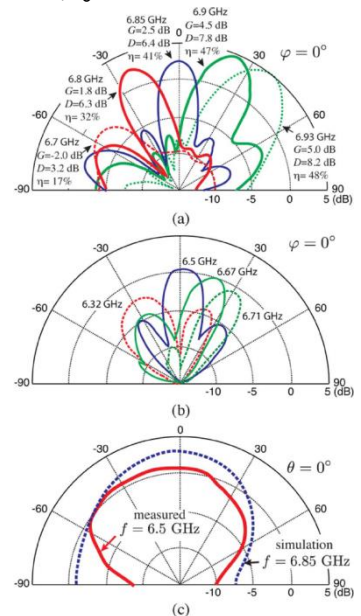 0
6.9 GHz
G=4.5 dB
D=7.8 dB
η=47%
φ = 0°
6.85 GHz
G=2.5 dB
D=6.4 dB
η= 41%
-30
30
6.8 GHz
G=1.8 dB
D=6.3 dB
η= 32%
-60
60
6.7 GHz
G=-2.0 dB
D=3.2 dB
η= 17%
6.93 GHz
G=5.0 dB
D=8.2 dB
η= 48%
-90
-10
-5
0
5 (dB)
(a)
0
φ = 0°
-30
30
6.5 GHz
6.67 GHz
6.32 GHz
6.71 GHz
-60
60
-90
-10
-5
0
5 (dB)
(b)
0
θ = 0°
-30
30
-60
60
measured
f = 6.5 GHz
simulation
f = 6.85 GHz
-90
-10
-5
0
5 (dB)
(c)